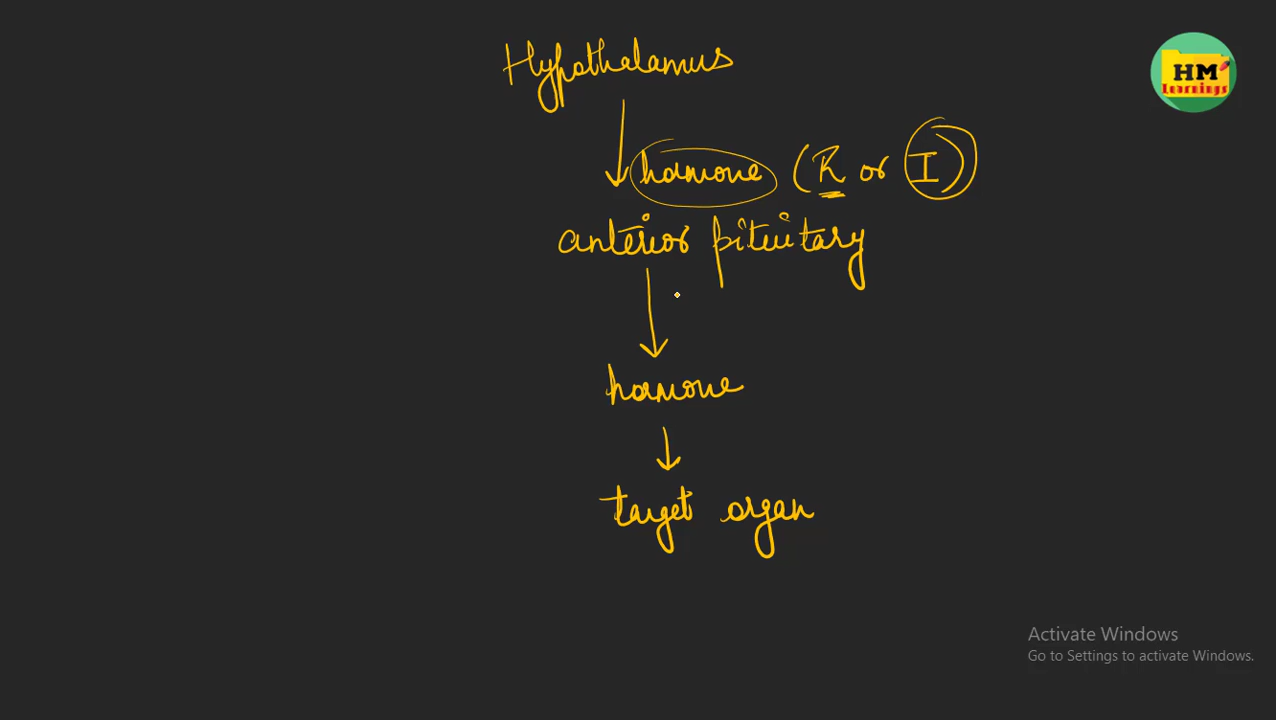 Hypothalamus
HM
Learnings
hormone (R or I)
anterior pituitary
hormone
target organ
Activate Windows
Go to Settings to activate Windows.